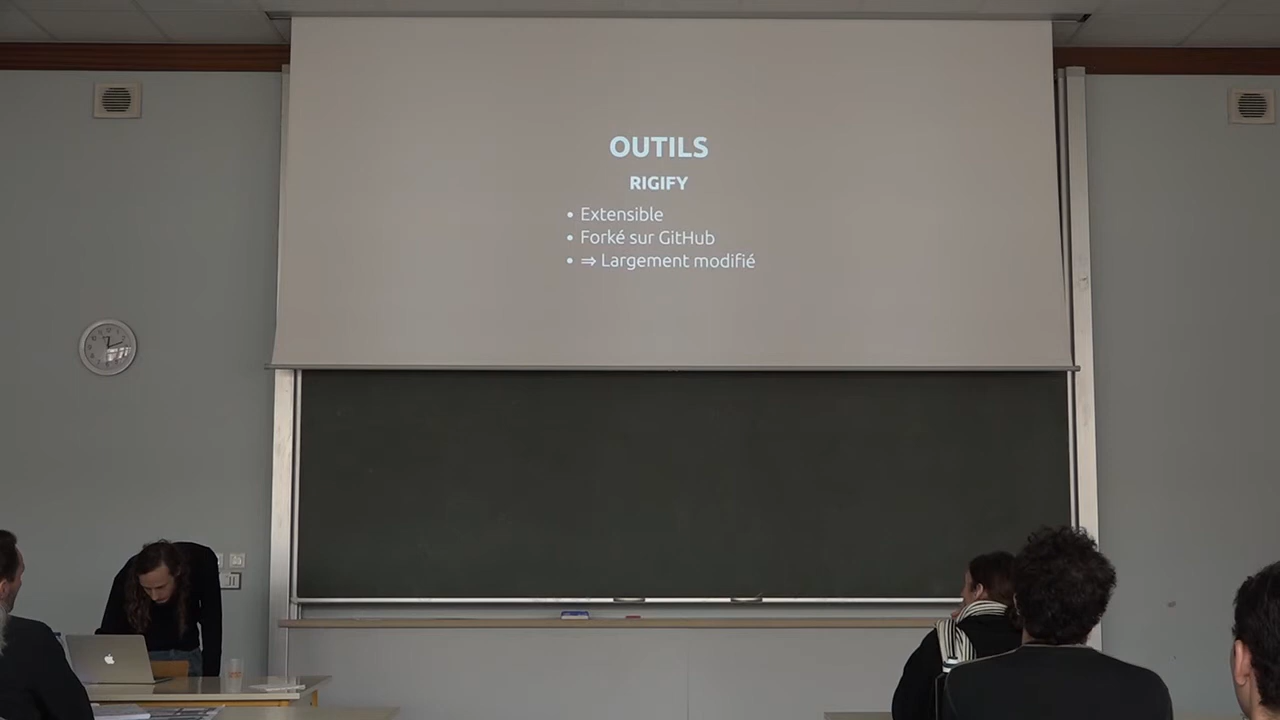 OUTILS
RIGIFY
• Extensible
• Forké sur GitHub
• ⇒ Largement modifié